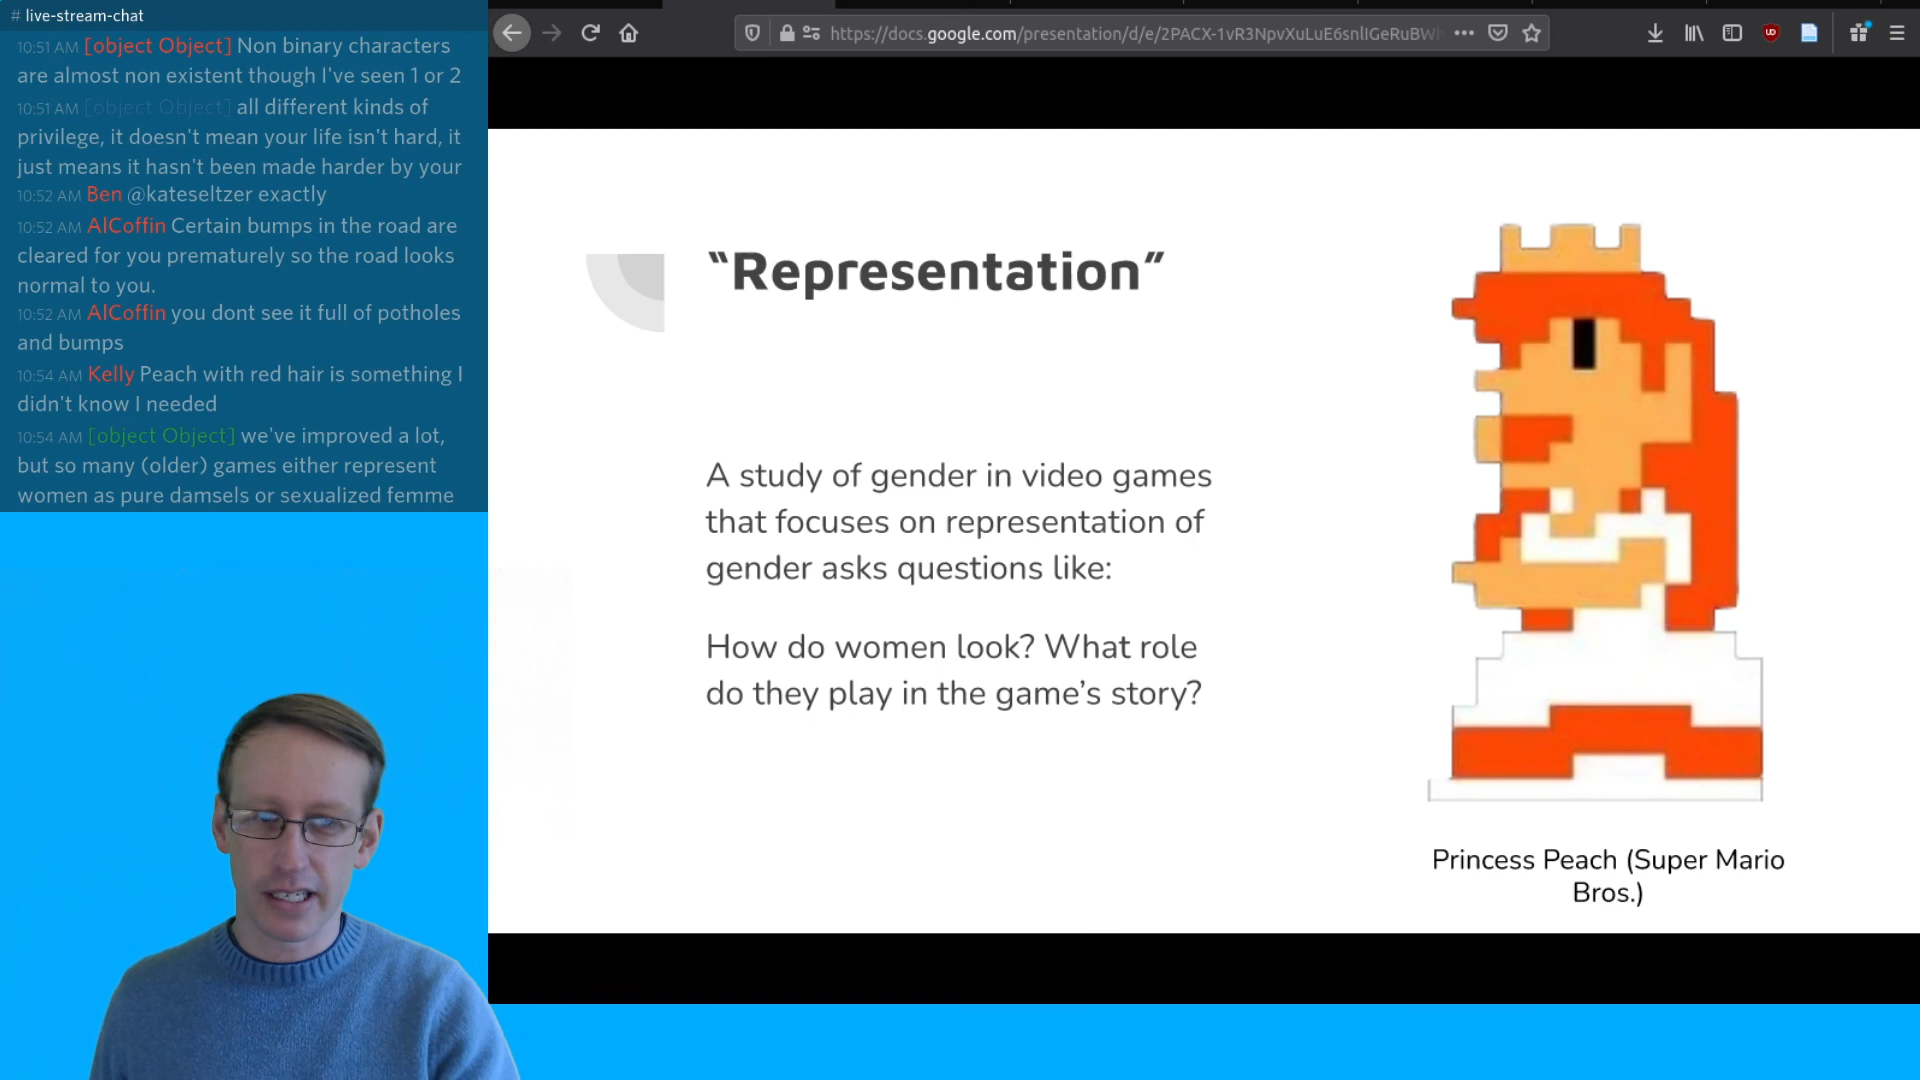 # live-stream-chat
10:51 AM [object Object] Non binary characters
are almost non existent though I've seen 1 or 2
10:51 AM [object Object] all different kinds of
privilege, it doesn't mean your life isn't hard, it
just means it hasn't been made harder by your
10:52 AM Ben @kateseltzer exactly
10:52 AM AlCoffin Certain bumps in the road are
cleared for you prematurely so the road looks
normal to you.
10:52 AM AlCoffin you dont see it full of potholes
and bumps
10:54 AM Kelly Peach with red hair is something I
didn't know I needed
10:54 AM [object Object] we've improved a lot,
but so many (older) games either represent
women as pure damsels or sexualized femme
https://docs.google.com/presentation/d/e/2PACX-
UD
“Representation”
A study of gender in video games
that focuses on representation of
gender asks questions like:
How do women look? What role
do they play in the game’s story?
Princess Peach (Super Mario
Bros.)